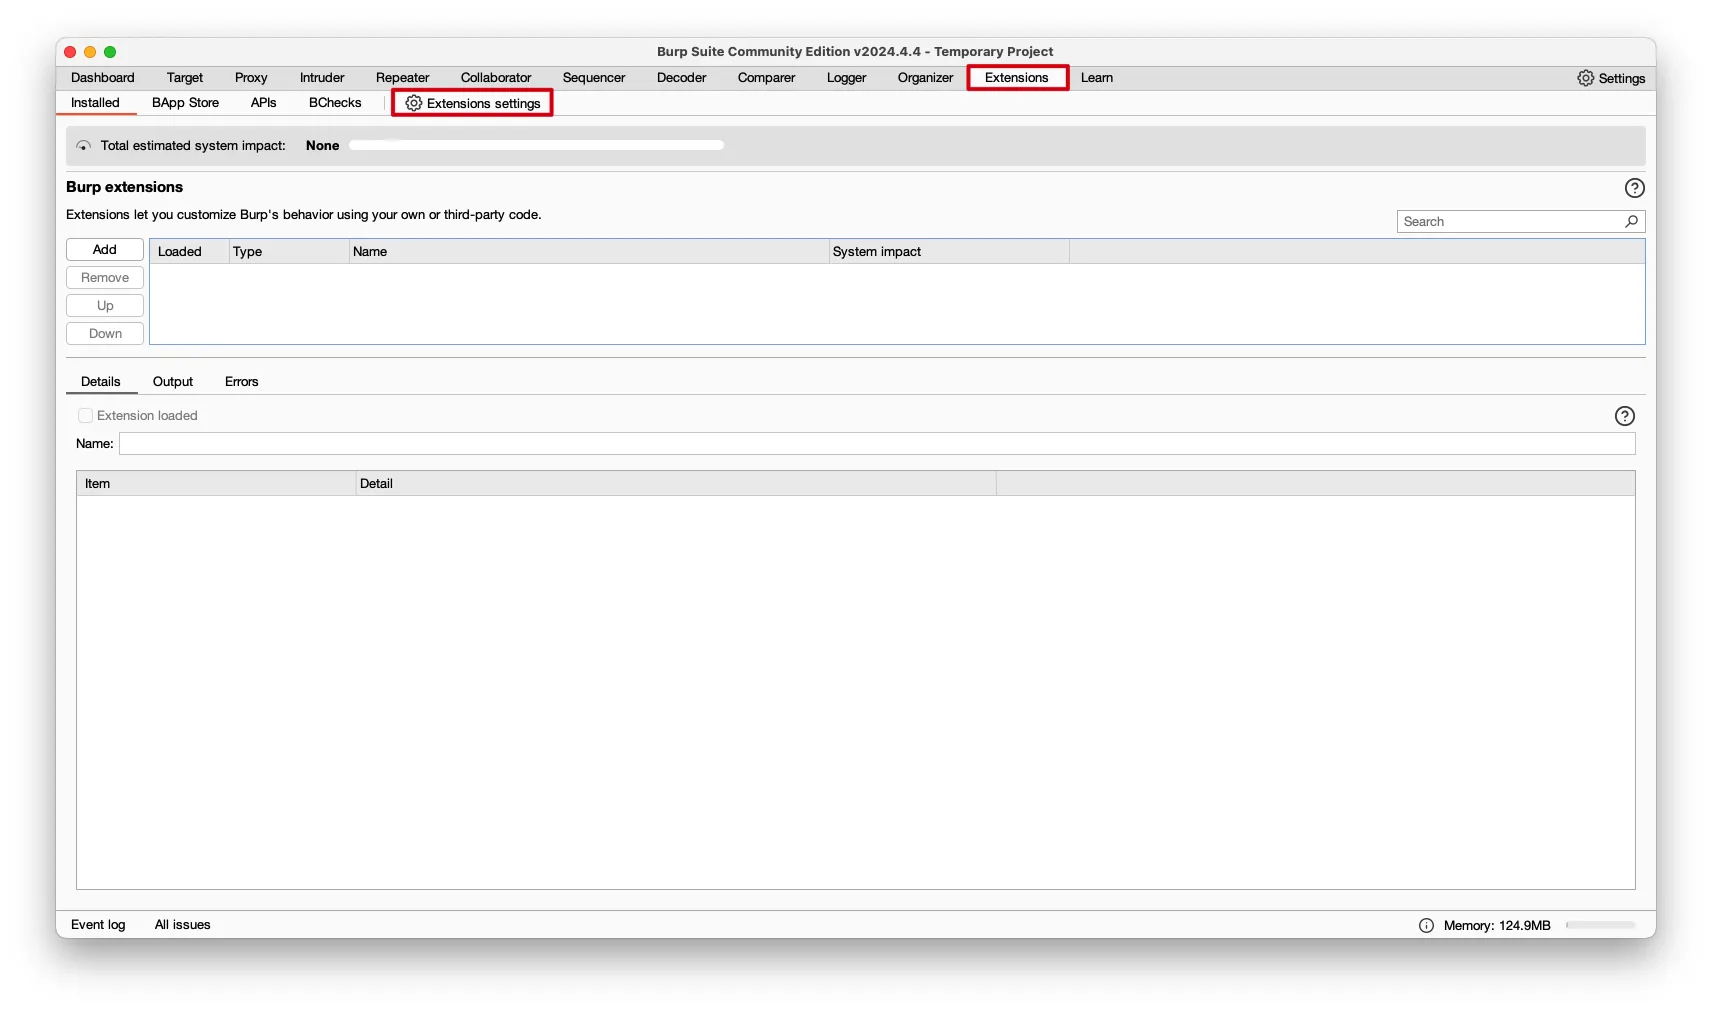 Burp Suite Community Edition v2024.4.4 - Temporary Project
Dashboard Target Proxy Intruder Repeater Collaborator Sequencer Decoder Comparer Logger Organizer Extensions Learn Settings
Installed BApp Store APIs BChecks Extensions settings
Total estimated system impact: None
Burp extensions
Extensions let you customize Burp's behavior using your own or third-party code.
Search
Add
Remove
Up
Down
Loaded Type Name System impact
Details Output Errors
Extension loaded
Name:
Item Detail
Event log All issues Memory: 124.9MB